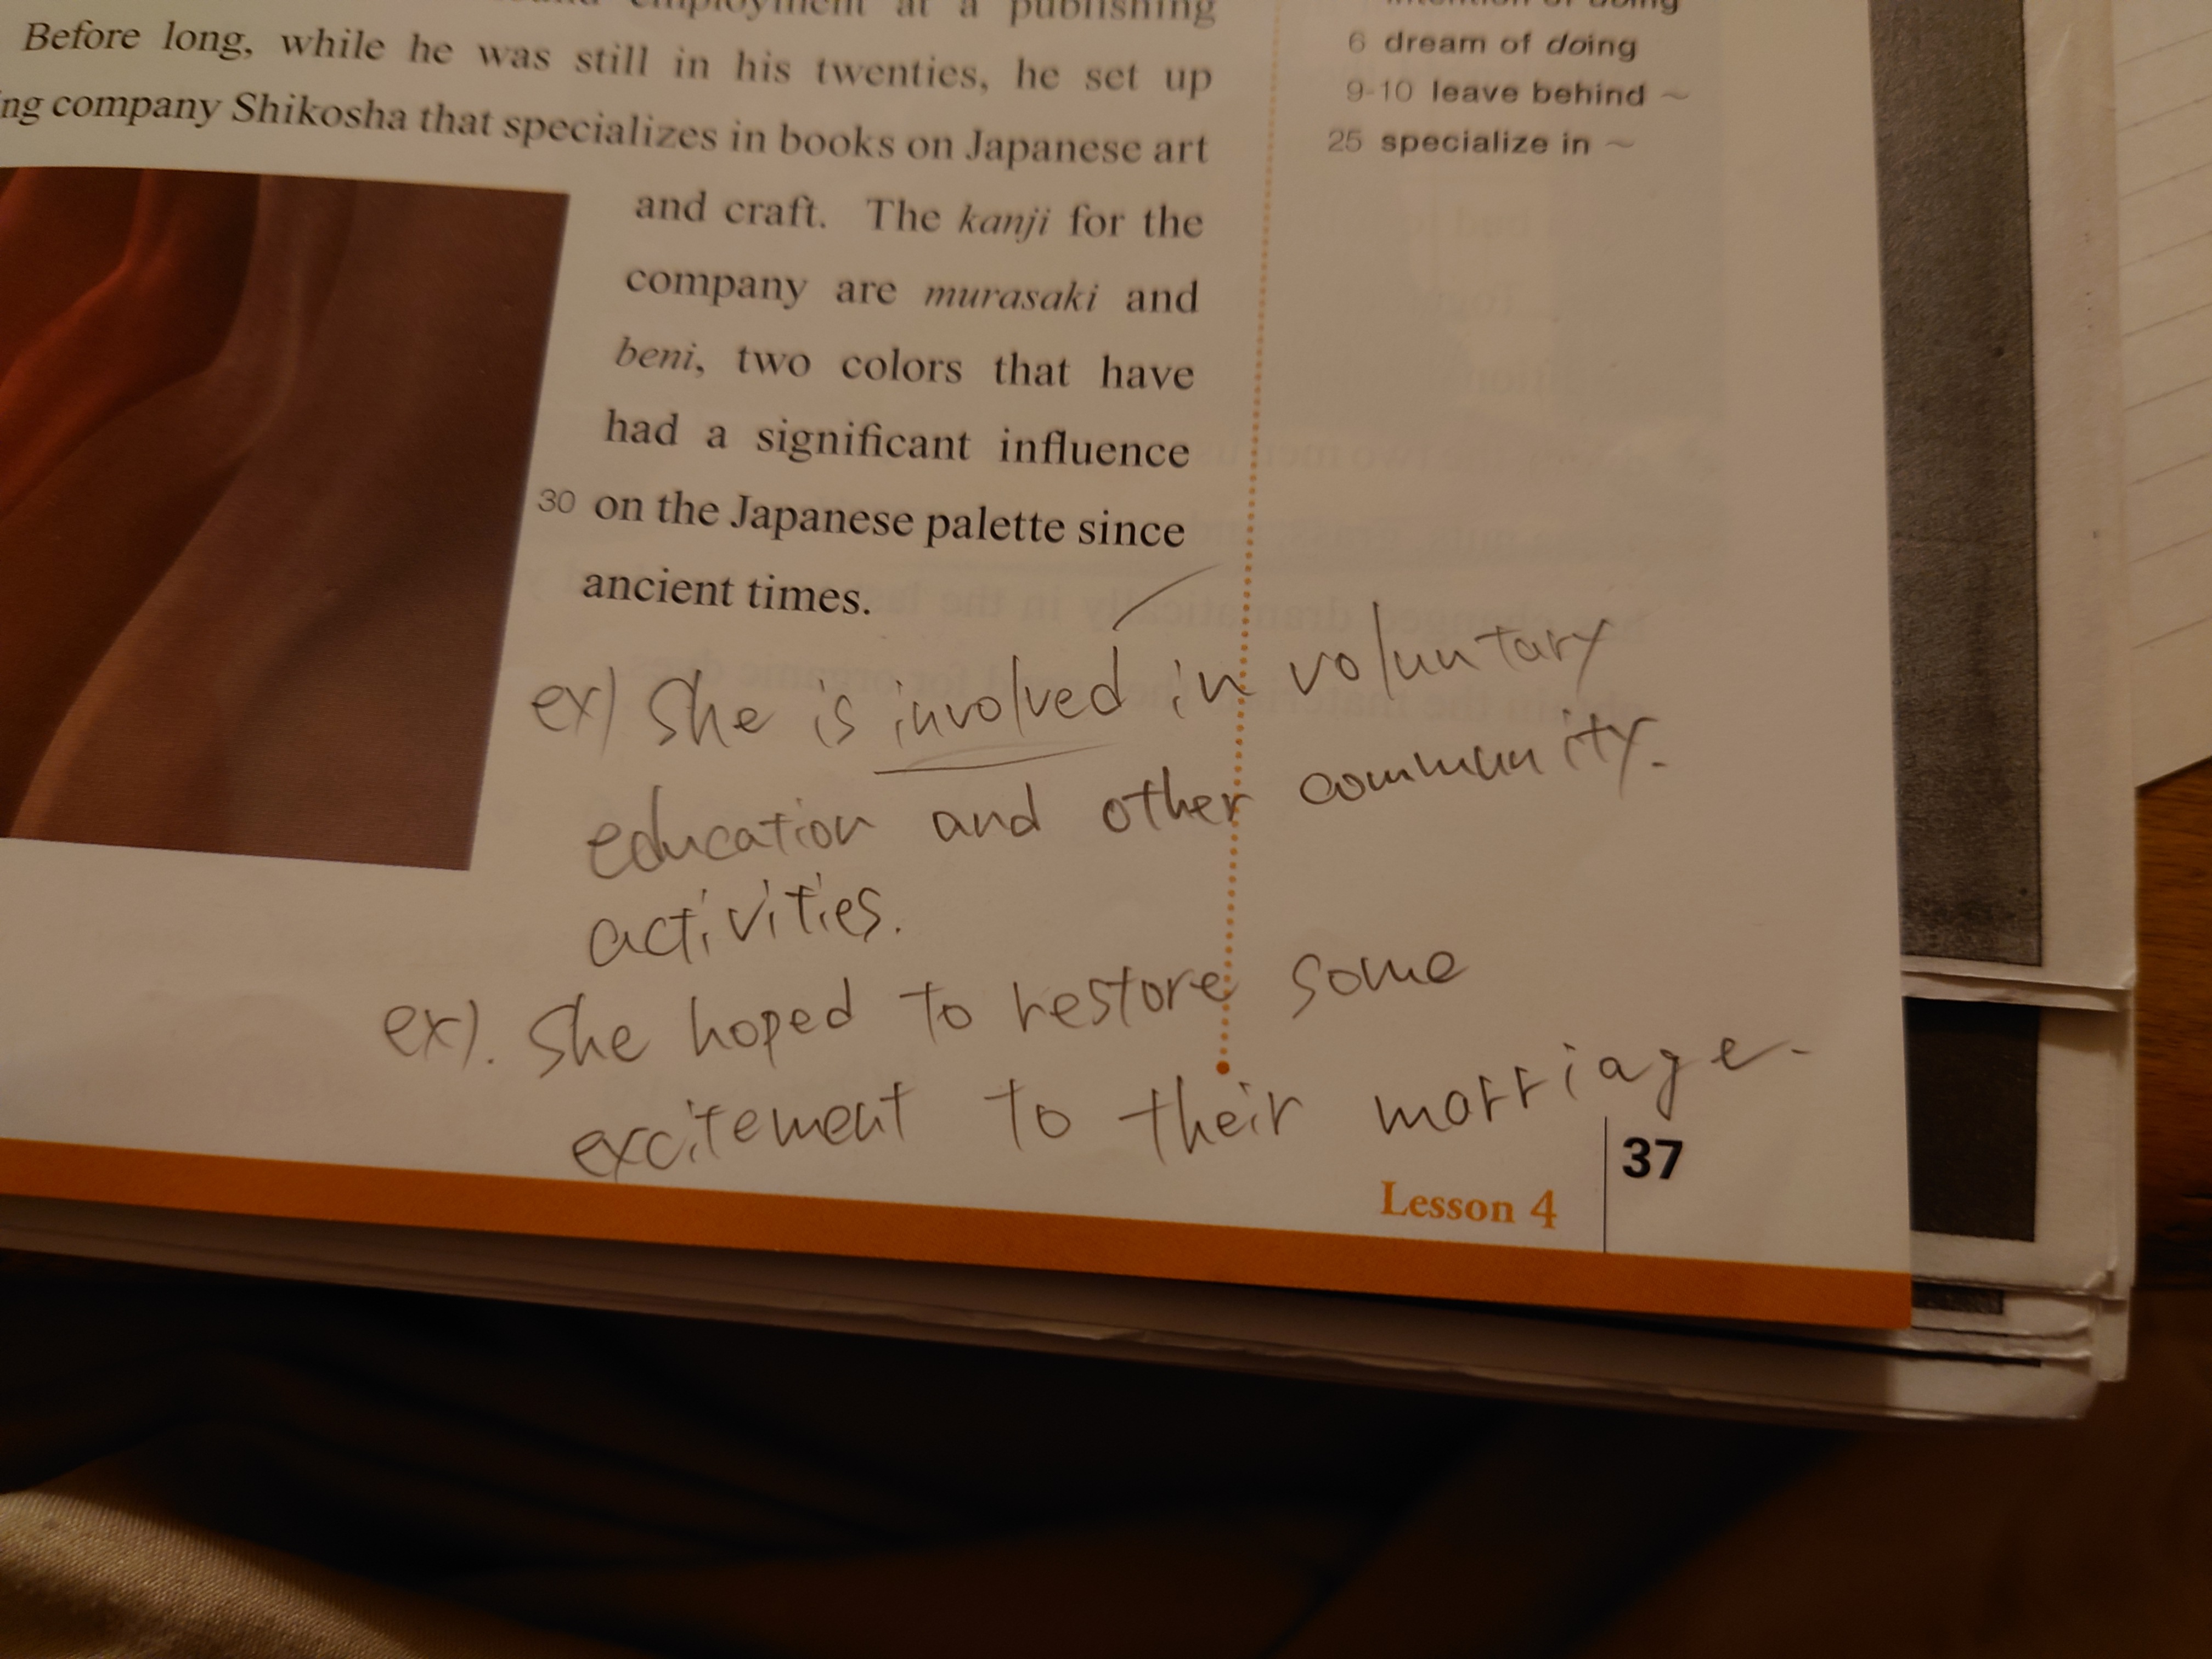 employment at a publishing
Before long, while he was still in his twenties, he set up
ng company Shikosha that specializes in books on Japanese art
and craft. The kanji for the
company are murasaki and
beni, two colors that have
had a significant influence
30 on the Japanese palette since
ancient times.
doing
6 dream of doing
9-10 leave behind ~
25 specialize in ~
ex) She is involved in voluntary
education and other community.
activities.
ex). She hoped to restore some
excitement to their marriage.
Lesson 4
37